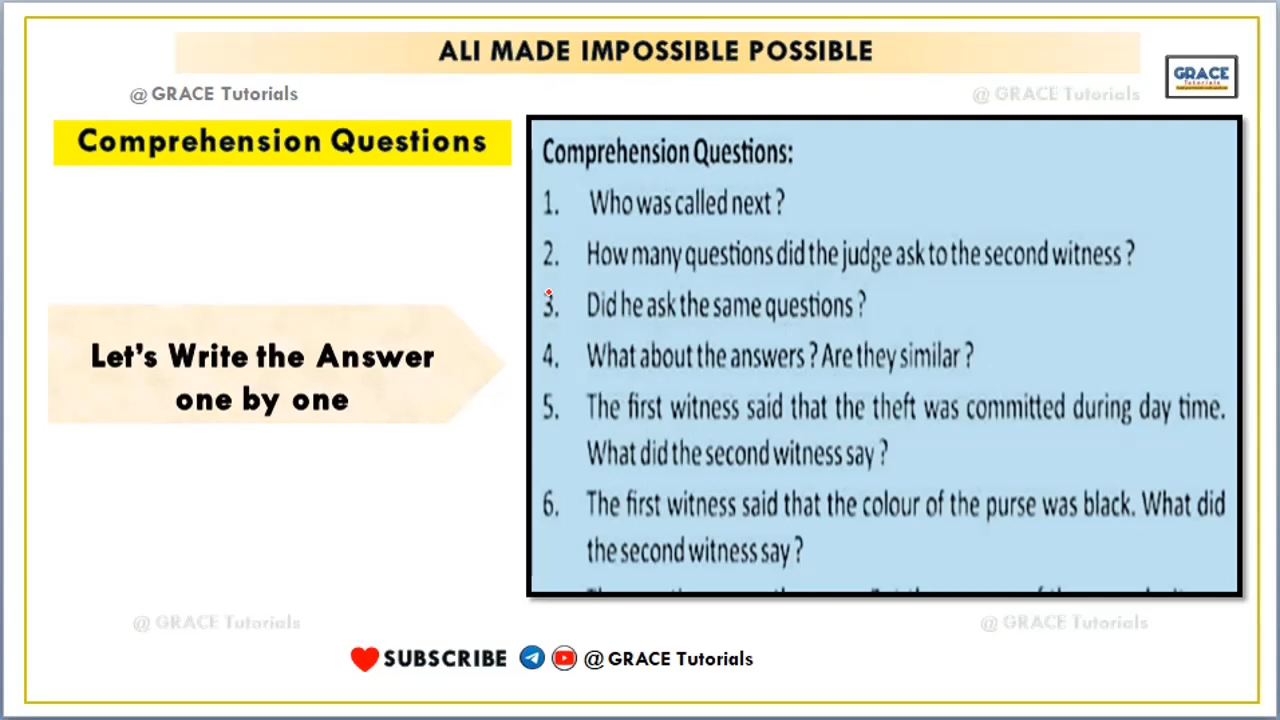 ALI MADE IMPOSSIBLE POSSIBLE
@ GRACE Tutorials
@ GRACE Tutorials
GRACE
Tutorials
Comprehension Questions
Comprehension Questions:
1. Who was called next ?
2. How many questions did the judge ask to the second witness ?
3. Did he ask the same questions ?
4. What about the answers ? Are they similar ?
5. The first witness said that the theft was committed during day time.
What did the second witness say ?
6. The first witness said that the colour of the purse was black. What did
the second witness say ?
Let's Write the Answer
one by one
@ GRACE Tutorials
@ GRACE Tutorials
SUBSCRIBE @ GRACE Tutorials